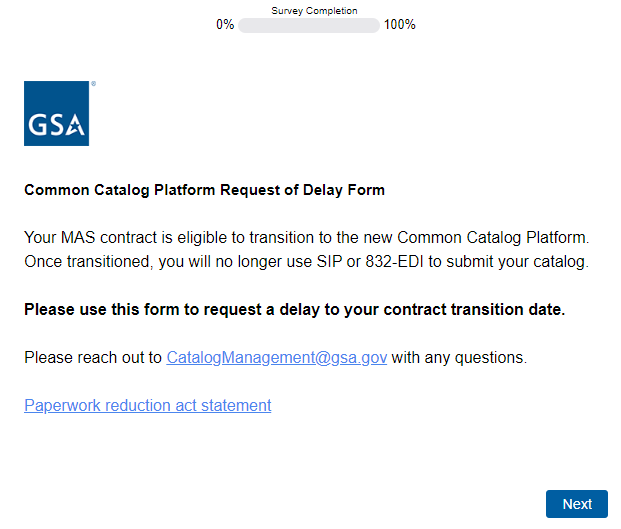 Survey Completion
0% 100%
GSA
®
Common Catalog Platform Request of Delay Form
Your MAS contract is eligible to transition to the new Common Catalog Platform.
Once transitioned, you will no longer use SIP or 832-EDI to submit your catalog.
Please use this form to request a delay to your contract transition date.
Please reach out to CatalogManagement@gsa.gov with any questions.
Paperwork reduction act statement
Next